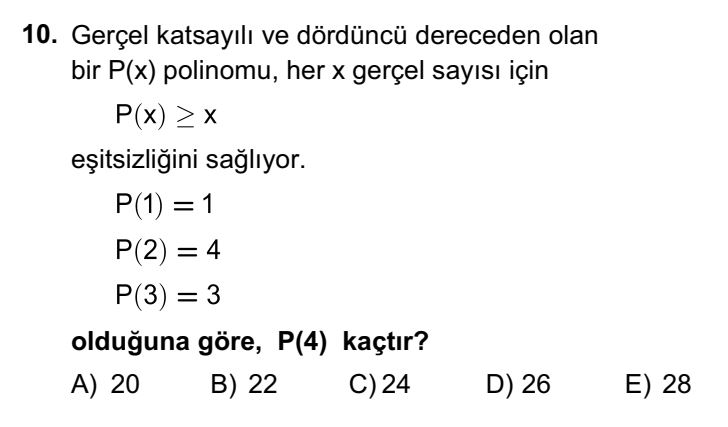 10. Gerçel katsayılı ve dördüncü dereceden olan
bir P(x) polinomu, her x gerçel sayısı için
P(x) ≥ x
eşitsizliğini sağlıyor.
P(1) = 1
P(2) = 4
P(3) = 3
olduğuna göre, P(4) kaçtır?
A) 20 B) 22 C) 24 D) 26 E) 28